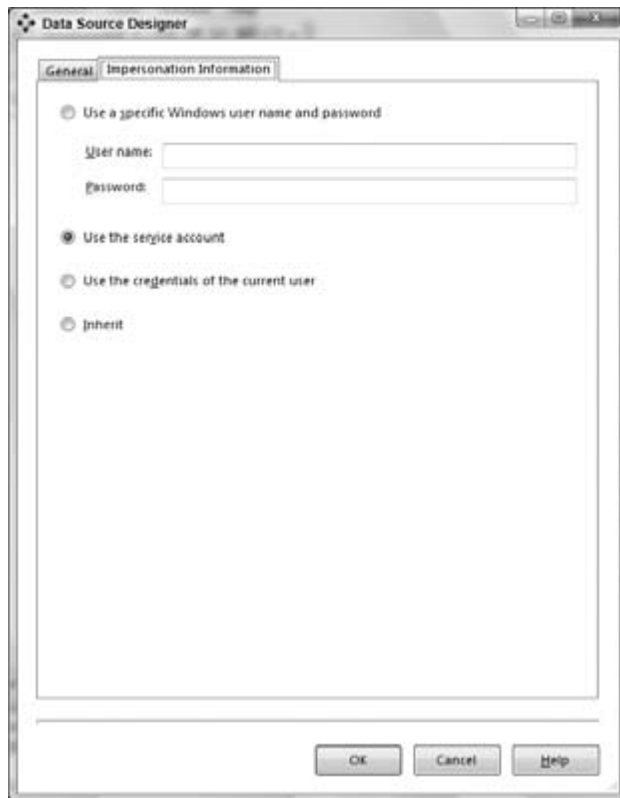 Data Source Designer
General
Impersonation Information
Use a specific Windows user name and password
User name:
Password:
Use the service account
Use the credentials of the current user
Inherit
OK
Cancel
Help